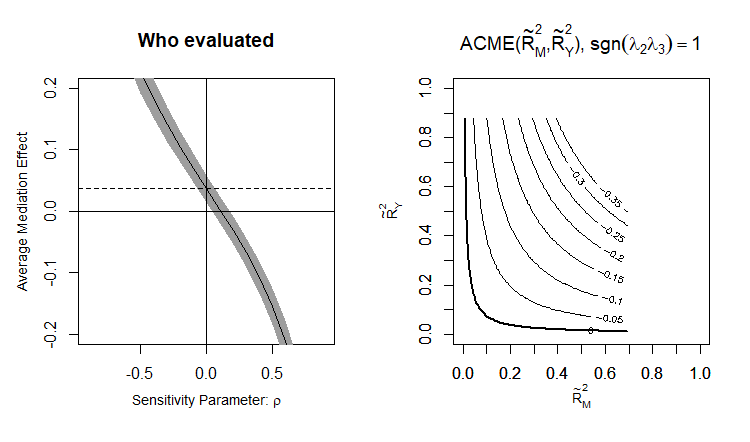 Who evaluated
Average Mediation Effect
0.2
0.1
0.0
-0.1
-0.2
-0.5 0.0 0.5
Sensitivity Parameter: ρ
ACME(R̃²M,R̃²Y), sgn(λ2λ3) = 1
R̃²Y
1.0
0.8
0.6
0.4
0.2
0.0
-0.35
-0.3
-0.25
-0.2
-0.15
-0.1
-0.05
0
0.0 0.2 0.4 0.6 0.8 1.0
R̃²M